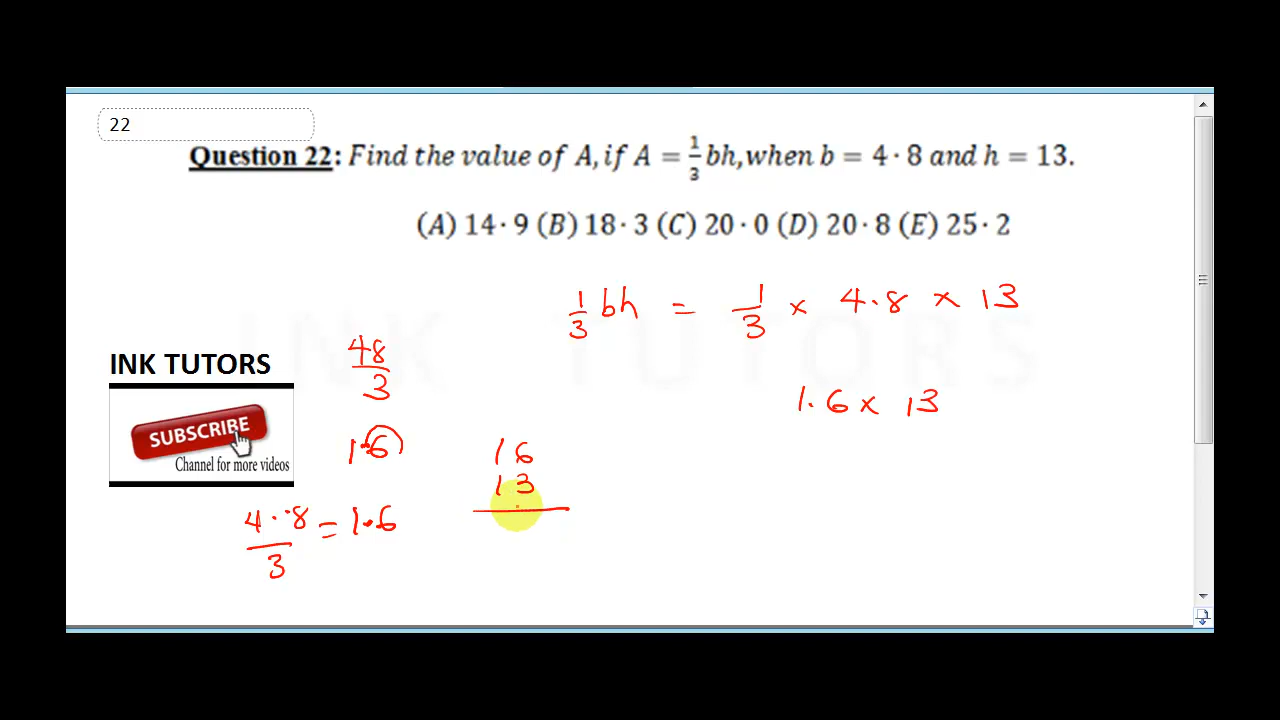 22
Question 22: Find the value of A, if A = 1/3 bh, when b = 4·8 and h = 13.
(A) 14·9 (B) 18·3 (C) 20·0 (D) 20·8 (E) 25·2
1/3 bh = 1/3 × 4.8 × 13
INK TUTORS
INK TUTORS
48/3
1.6 × 13
SUBSCRIBE
Channel for more videos
1.6
16
13
4.8/3 = 1.6